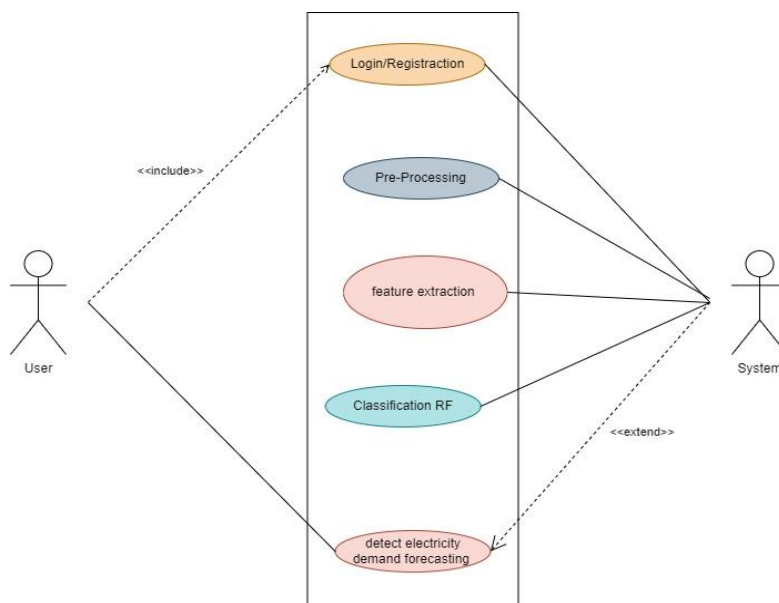 Login/Registraction
<<include>>
Pre-Processing
feature extraction
User
System
Classification RF
<<extend>>
detect electricity
demand forecasting